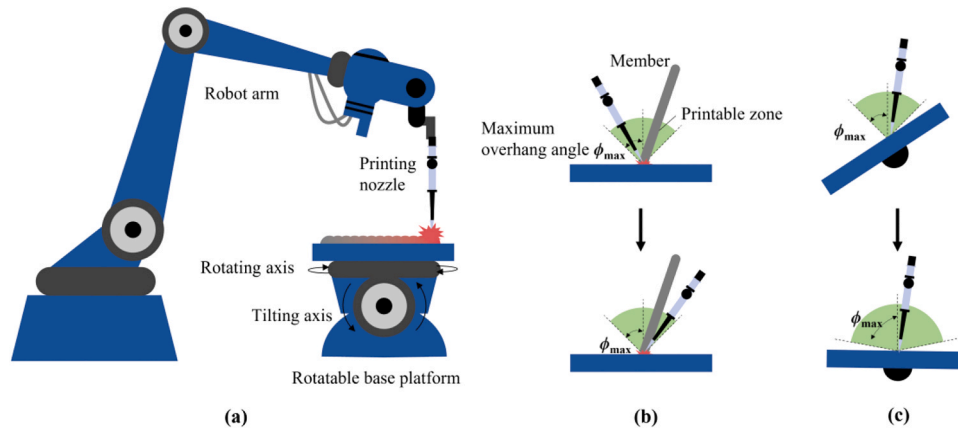 Robot arm
Printing
nozzle
Rotating axis
Tilting axis
Rotatable base platform
(a)
Member
Printable zone
Maximum
overhang angle
ϕmax
ϕmax
(b)
ϕmax
ϕmax
(c)